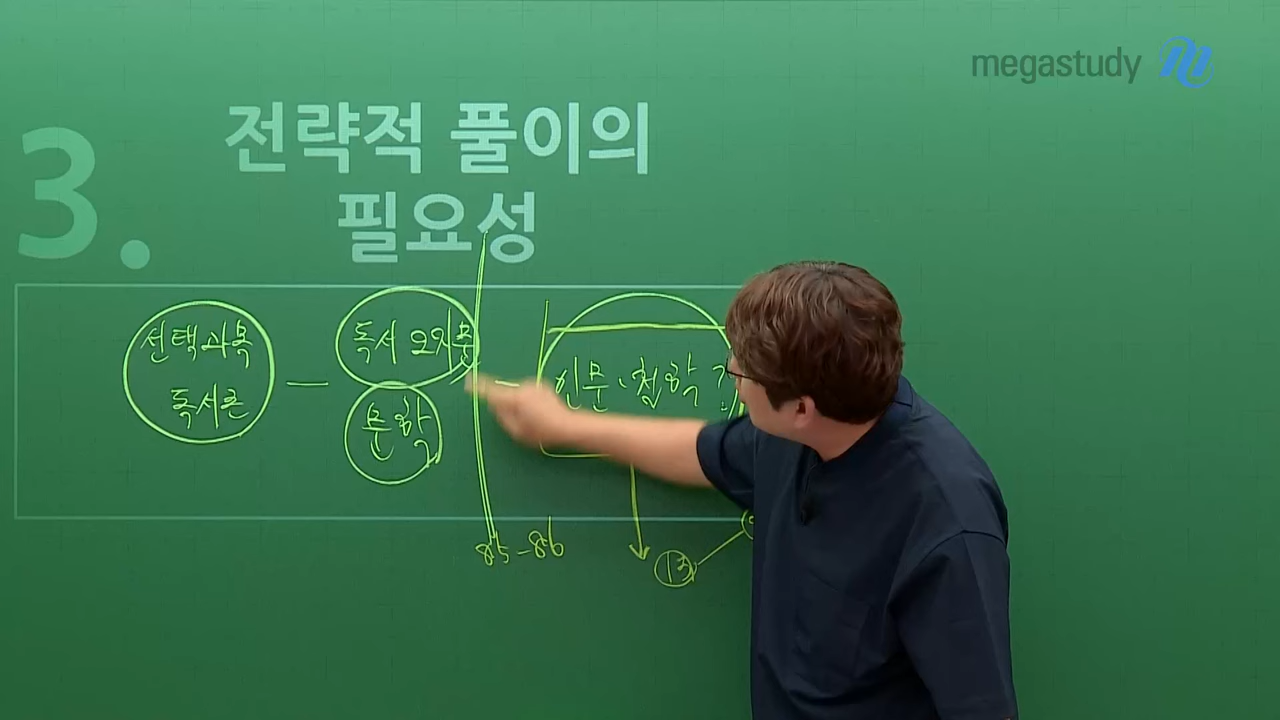 megastudy
3.
전략적 풀이의
필요성
선택과목
독서론
독서 2지문
문학
인문·철학
85-86
13